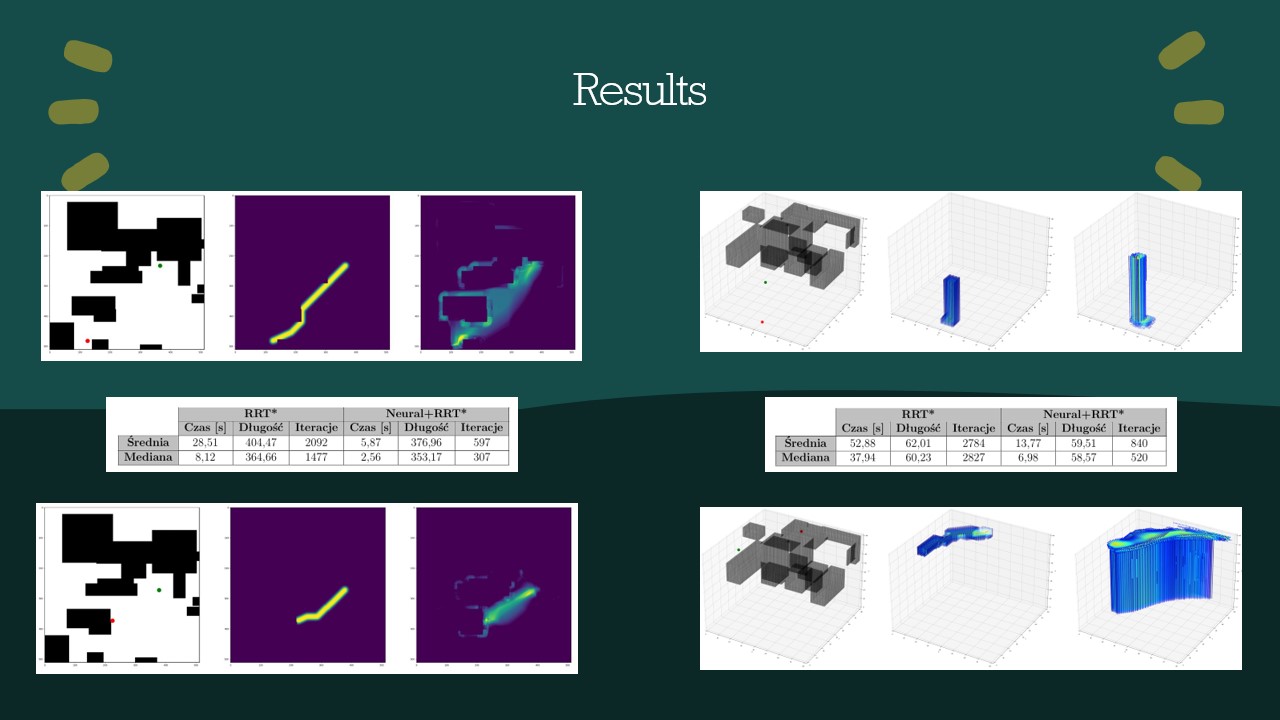 Results
RRT* Neural+RRT*
Czas [s] Długość Iteracje Czas [s] Długość Iteracje
Średnia 28,51 404,47 2092 5,87 376,96 597
Mediana 8,12 364,66 1477 2,56 353,17 307
RRT* Neural+RRT*
Czas [s] Długość Iteracje Czas [s] Długość Iteracje
Średnia 52,88 62,01 2784 13,77 59,51 840
Mediana 37,94 60,23 2827 6,98 58,57 520